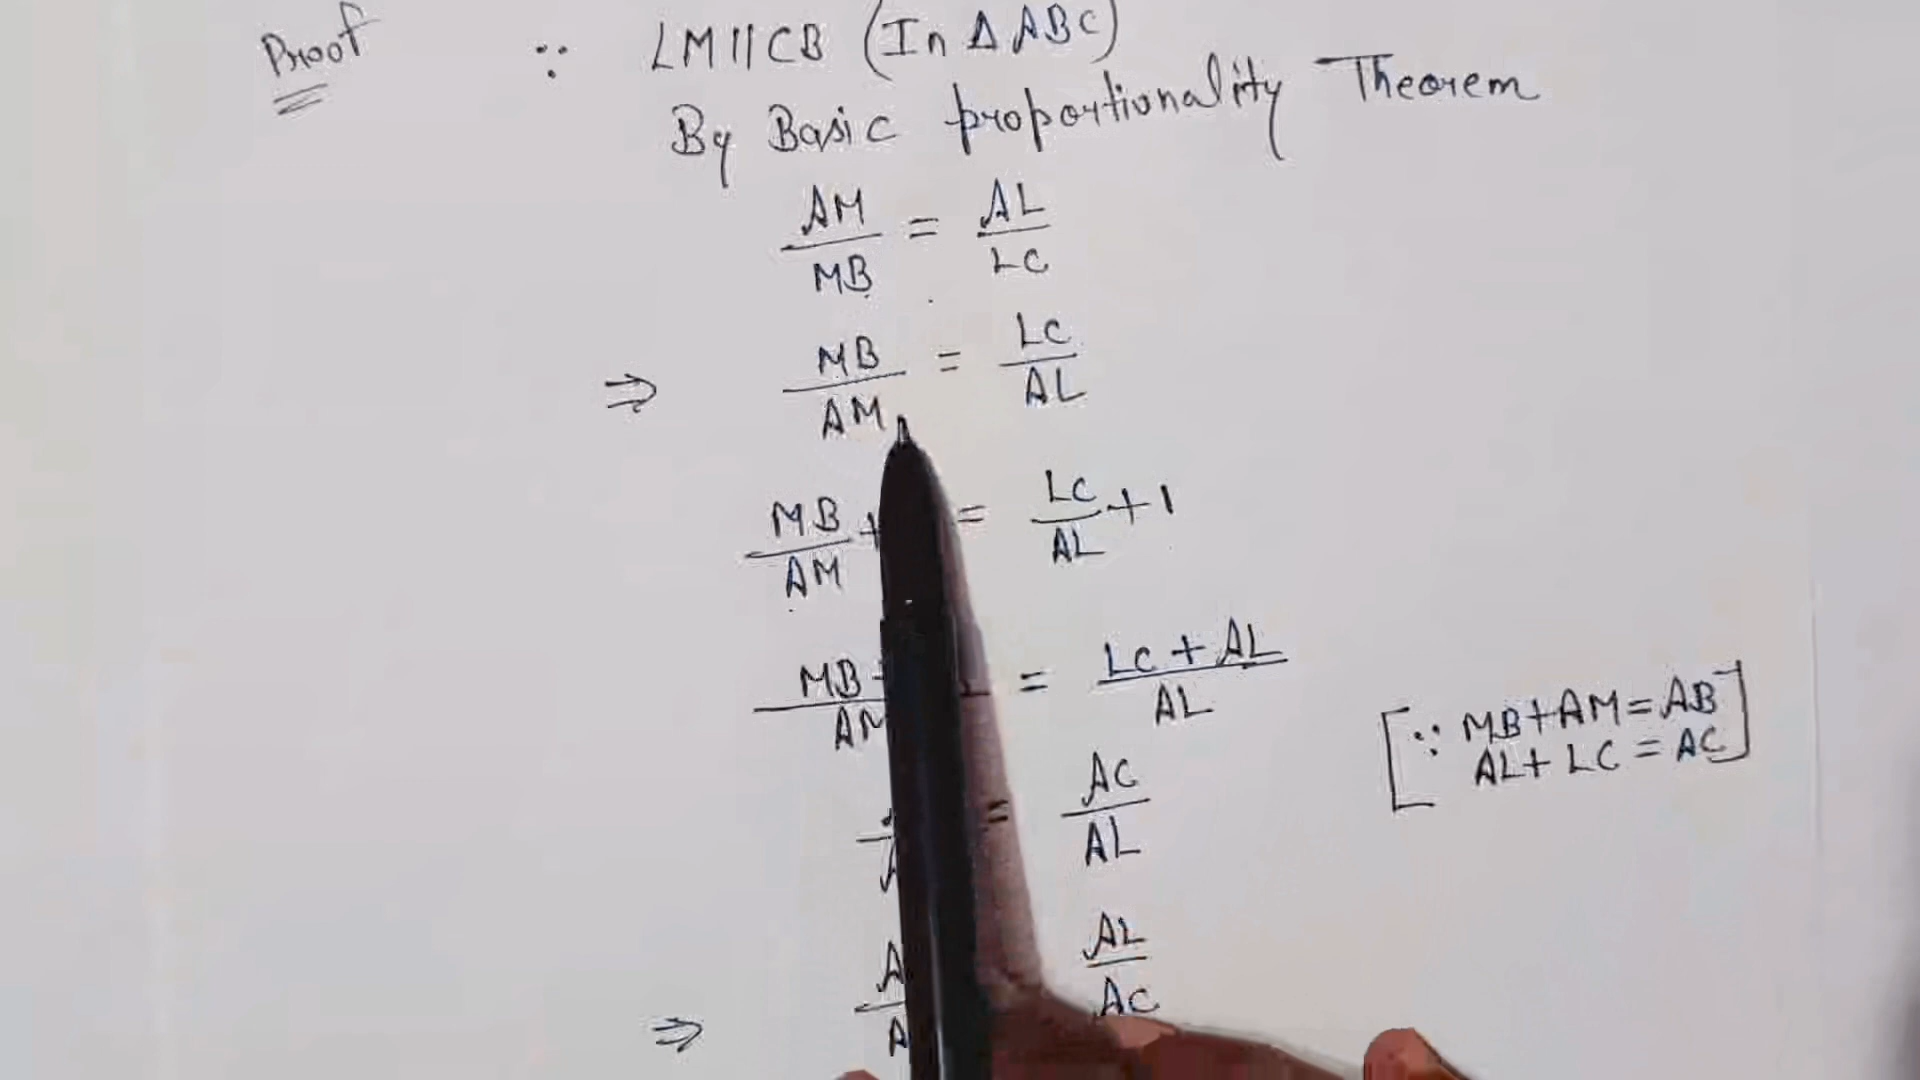 Proof ∵ LM||CB (In Δ ABC)
By Basic proportionality Theorem
AM/MB = AL/LC
⇒ MB/AM = LC/AL
MB/AM + = LC/AL + 1
MB /AM = LC + AL/AL
[∵ MB+AM = AB
AL + LC = AC]
= AC/AL
⇒ A/A AL/AC